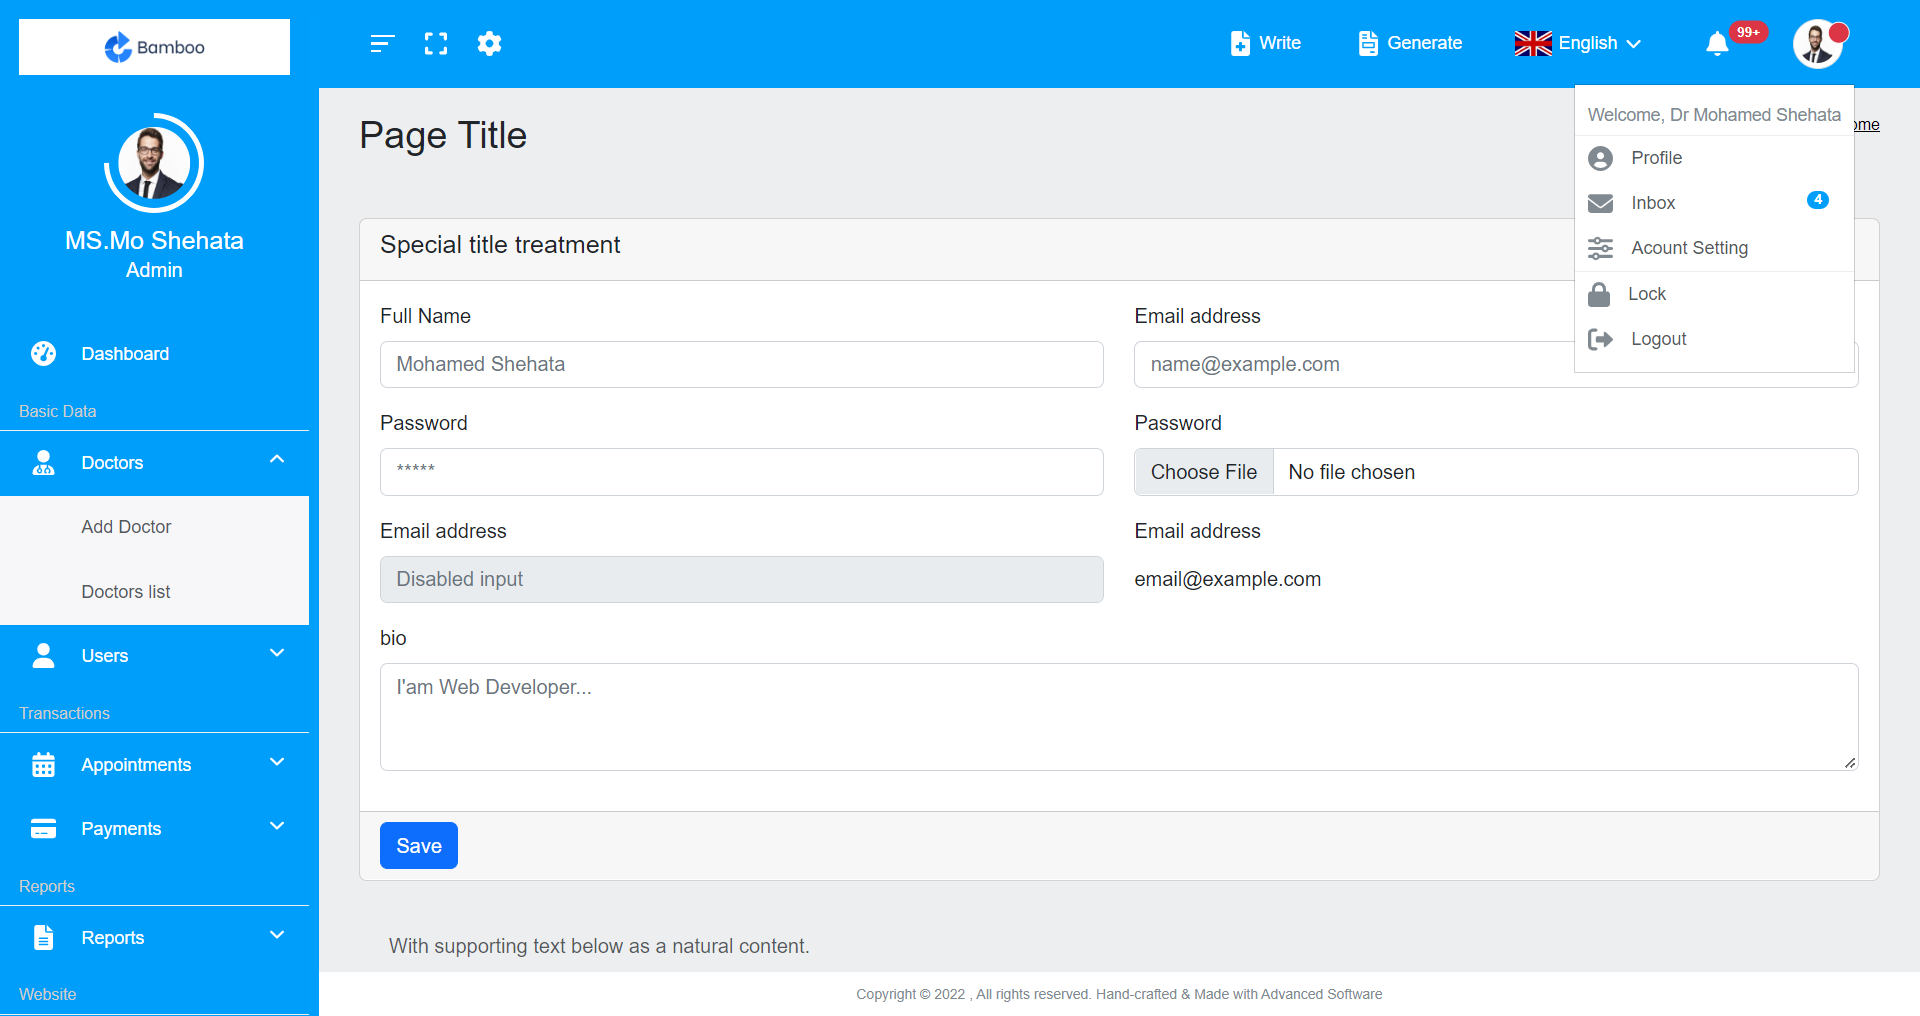 Bamboo
Write
Generate
English
99+
MS.Mo Shehata
Admin
Dashboard
Basic Data
Doctors
Add Doctor
Doctors list
Users
Transactions
Appointments
Payments
Reports
Reports
Website
Page Title
ome
Welcome, Dr Mohamed Shehata
Profile
Inbox
4
Acount Setting
Lock
Logout
Special title treatment
Full Name
Email address
Mohamed Shehata
name@example.com
Password
Password
*****
Choose File No file chosen
Email address
Email address
Disabled input
email@example.com
bio
I'am Web Developer...
Save
With supporting text below as a natural content.
Copyright © 2022 , All rights reserved. Hand-crafted & Made with Advanced Software